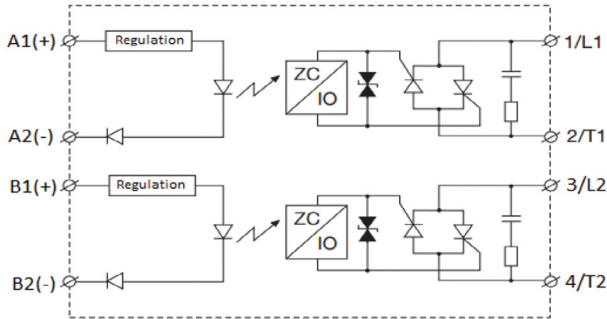 A1(+) Regulation 1/L1
ZC
IO
A2(-) 2/T1
B1(+) Regulation 3/L2
ZC
IO
B2(-) 4/T2